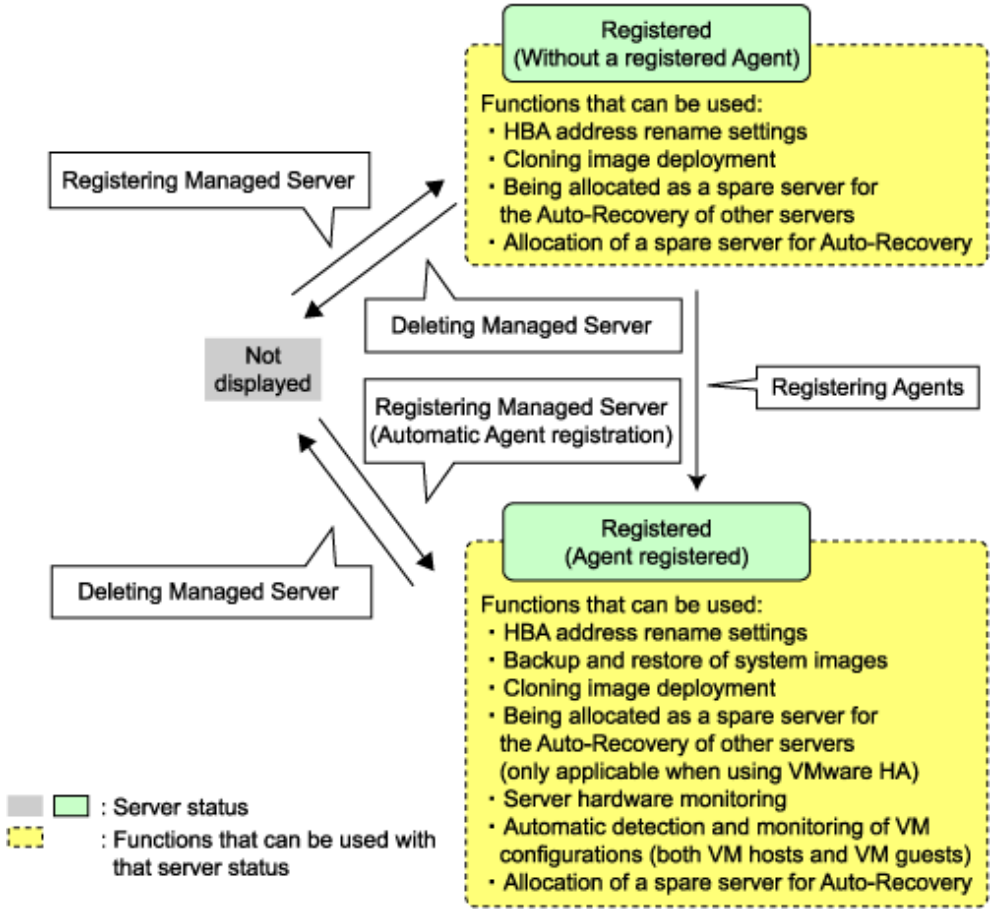 Registered
(Without a registered Agent)
Functions that can be used:
・HBA address rename settings
・Cloning image deployment
・Being allocated as a spare server for
the Auto-Recovery of other servers
・Allocation of a spare server for Auto-Recovery
Registering Managed Server
Deleting Managed Server
Not
displayed
Registering Managed Server
(Automatic Agent registration)
Registering Agents
Deleting Managed Server
Registered
(Agent registered)
Functions that can be used:
・HBA address rename settings
・Backup and restore of system images
・Cloning image deployment
・Being allocated as a spare server for
the Auto-Recovery of other servers
(only applicable when using VMware HA)
・Server hardware monitoring
・Automatic detection and monitoring of VM
configurations (both VM hosts and VM guests)
・Allocation of a spare server for Auto-Recovery
: Server status
: Functions that can be used with
that server status